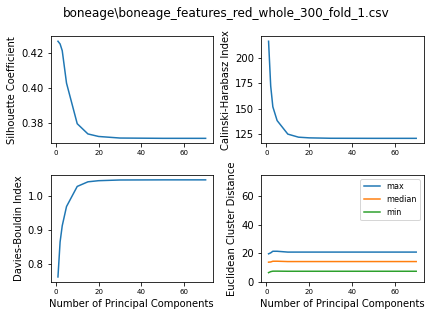 boneage\boneage_features_red_whole_300_fold_1.csv
Silhouette Coefficient
0.42
0.40
0.38
0 20 40 60
Calinski-Harabasz Index
200
175
150
125
0 20 40 60
Davies-Bouldin Index
1.0
0.9
0.8
0 20 40 60
Number of Principal Components
Euclidean Cluster Distance
60
40
20
0
0 20 40 60
Number of Principal Components
max
median
min